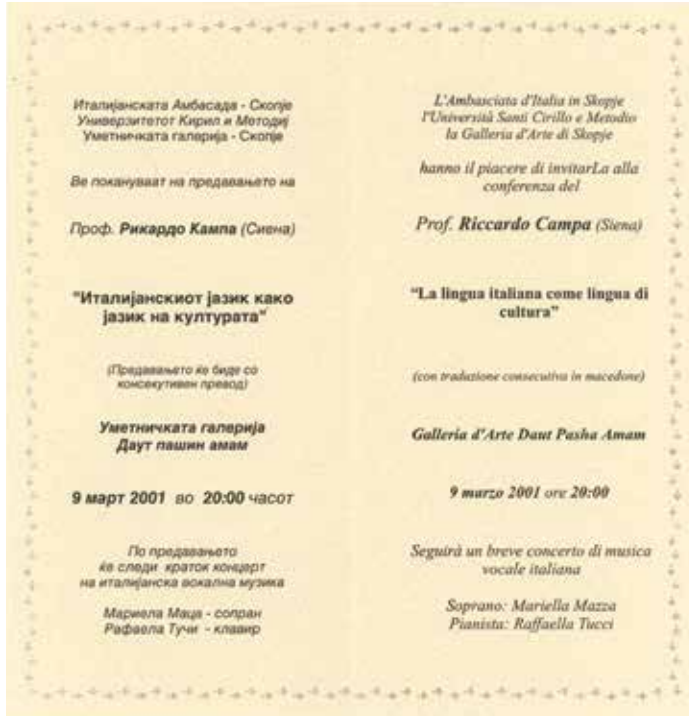 Италијанската Амбасада - Скопје
Универзитетот Кирил и Методиј
Уметничката галерија - Скопје
Ве покануваат на предавањето на
Проф. Рикардо Кампа (Сиена)
"Италијанскиот јазик како
јазик на културата"
(Предавањето ќе биде со
консекутивен превод)
Уметничката галерија
Даут пашин амам
9 март 2001 во 20:00 часот
По предавањето
ќе следи краток концерт
на италијанска вокална музика
Мариела Маца - сопран
Рафаела Тучи - клавир
L'Ambasciata d'Italia in Skopje
l'Università Santi Cirillo e Metodio
la Galleria d'Arte di Skopje
hanno il piacere di invitarLa alla
conferenza del
Prof. Riccardo Campa (Siena)
"La lingua italiana come lingua di
cultura"
(con traduzione consecutiva in macedone)
Galleria d'Arte Daut Pasha Amam
9 marzo 2001 ore 20:00
Seguirà un breve concerto di musica
vocale italiana
Soprano: Mariella Mazza
Pianista: Raffaella Tucci